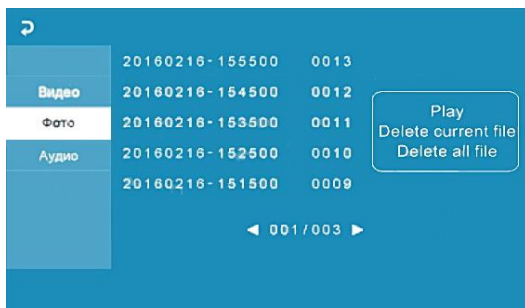 20160216-155500 0013
Видео
20160216-154500 0012
Фото
20160216-153500 0011
Аудио
20160216-152500 0010
20160216-151500 0009
Play
Delete current file
Delete all file
◀ 001/003 ▶